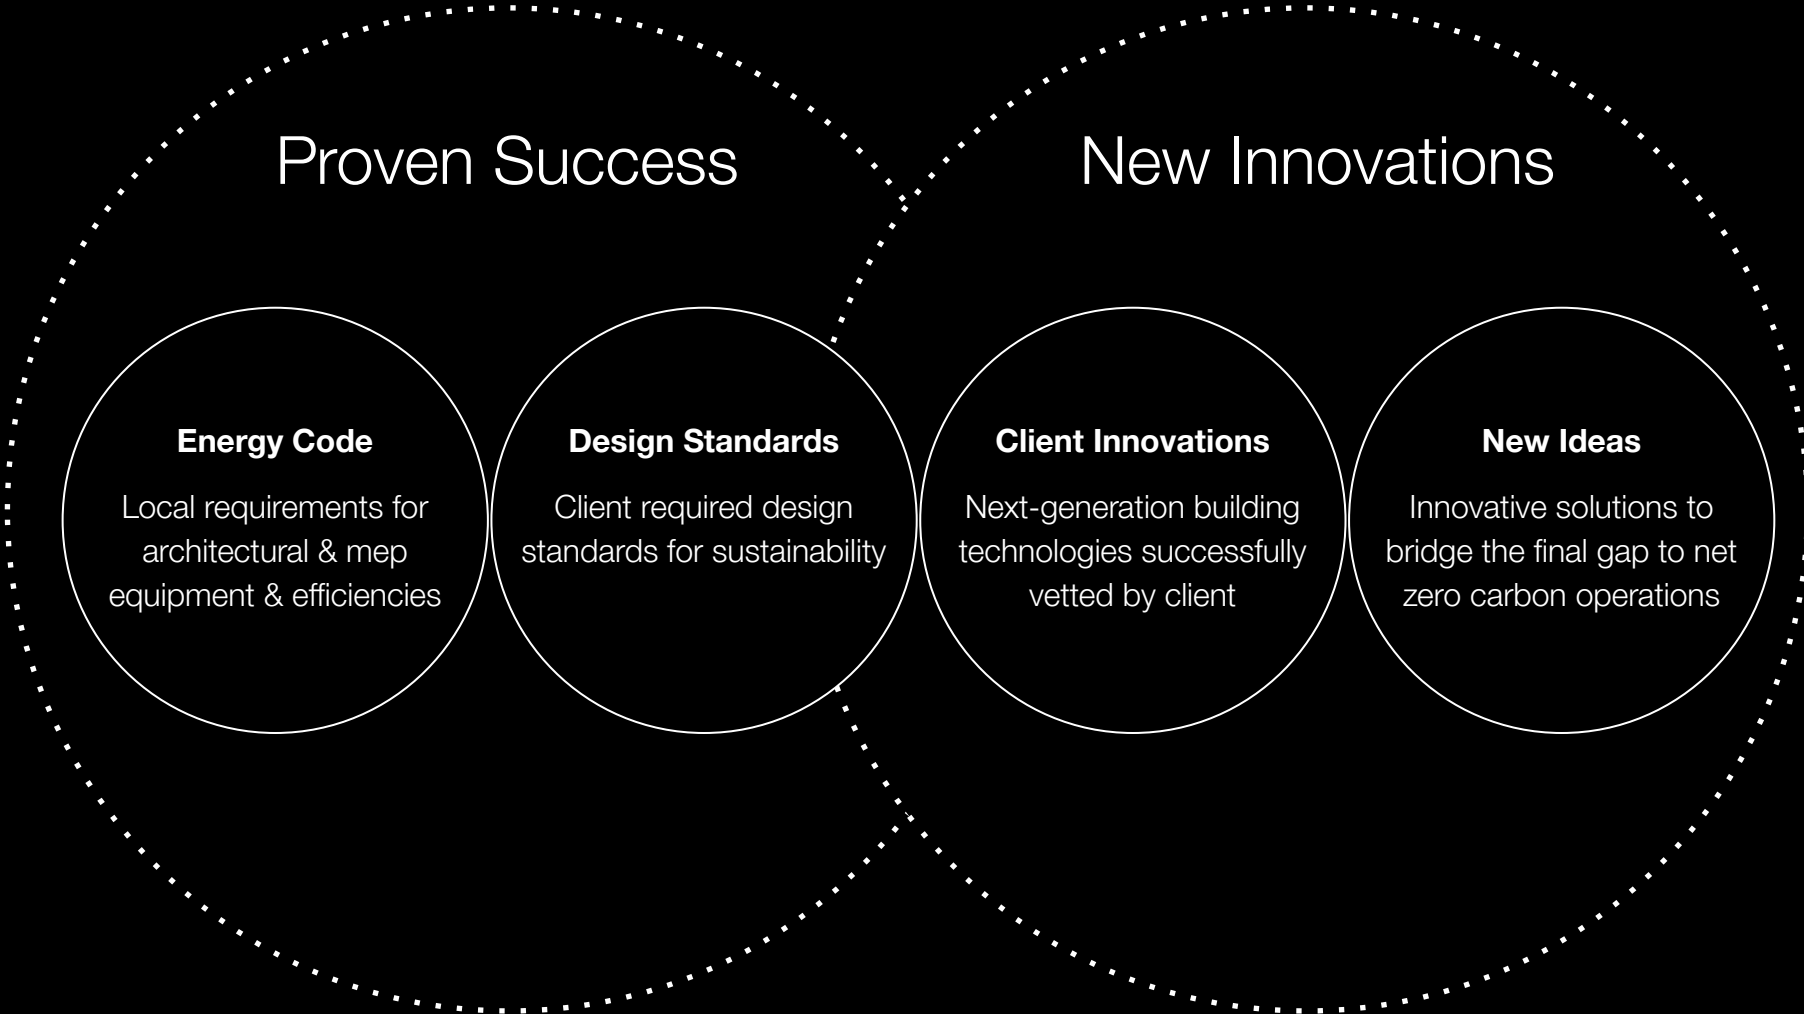 Proven Success
New Innovations
Energy Code
Local requirements for
architectural & mep
equipment & efficiencies
Design Standards
Client required design
standards for sustainability
Client Innovations
Next-generation building
technologies successfully
vetted by client
New Ideas
Innovative solutions to
bridge the final gap to net
zero carbon operations